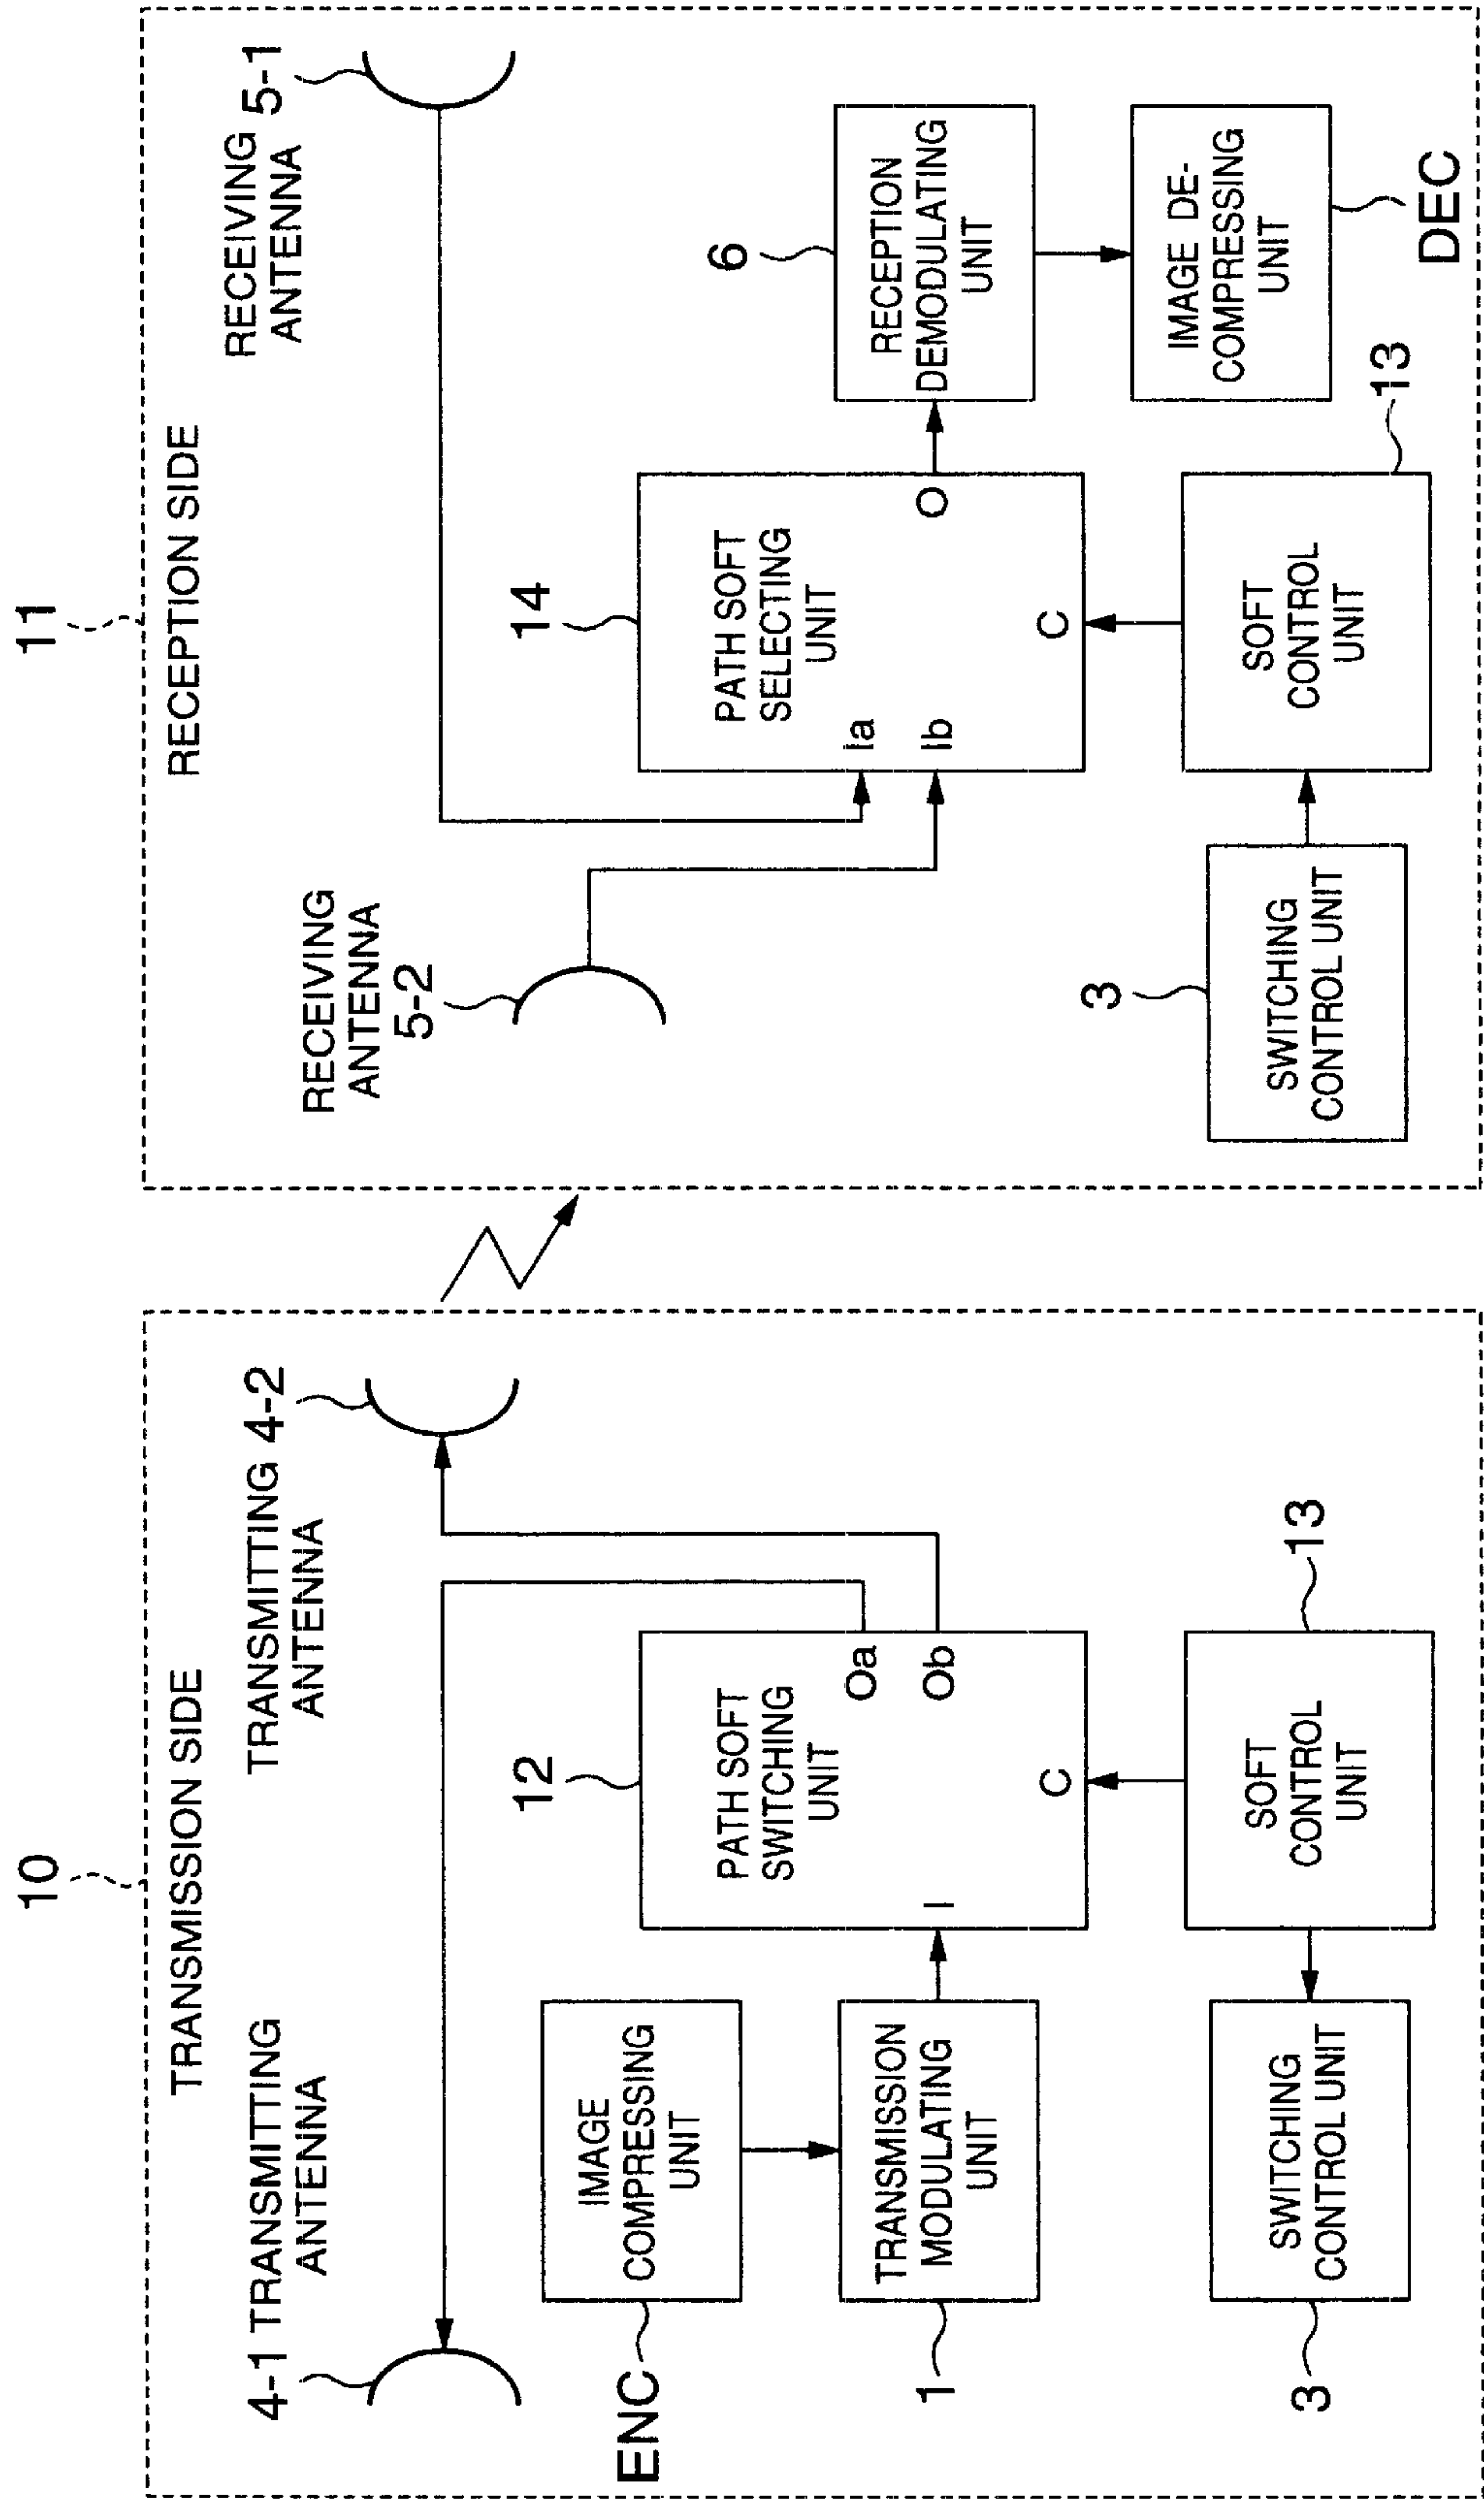 10
TRANSMISSION SIDE
4-1 TRANSMITTING
ANTENNA
TRANSMITTING 4-2
ANTENNA
ENC
IMAGE
COMPRESSING
UNIT
12
PATH SOFT
SWITCHING
UNIT
Oa
Ob
I
C
1
TRANSMISSION
MODULATING
UNIT
3
SWITCHING
CONTROL UNIT
SOFT
CONTROL
UNIT
13
11
RECEPTION SIDE
RECEIVING
ANTENNA
5-2
RECEIVING 5-1
ANTENNA
14
PATH SOFT
SELECTING
UNIT
Ia
Ib
O
C
6
RECEPTION
DEMODULATING
UNIT
IMAGE DE-
COMPRESSING
UNIT
DEC
3
SWITCHING
CONTROL UNIT
SOFT
CONTROL
UNIT
13